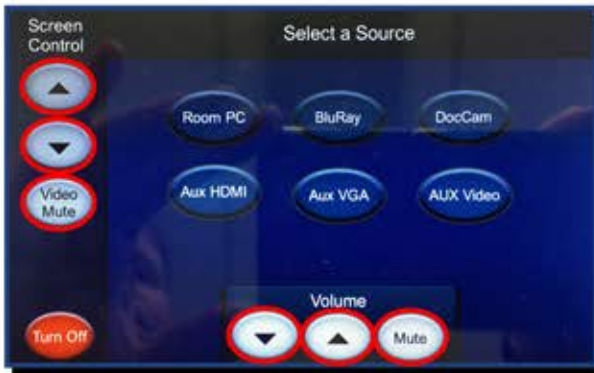 Screen
Control
Select a Source
Room PC
BluRay
DocCam
Video
Mute
Aux HDMI
Aux VGA
AUX Video
Volume
Turn Off
Mute